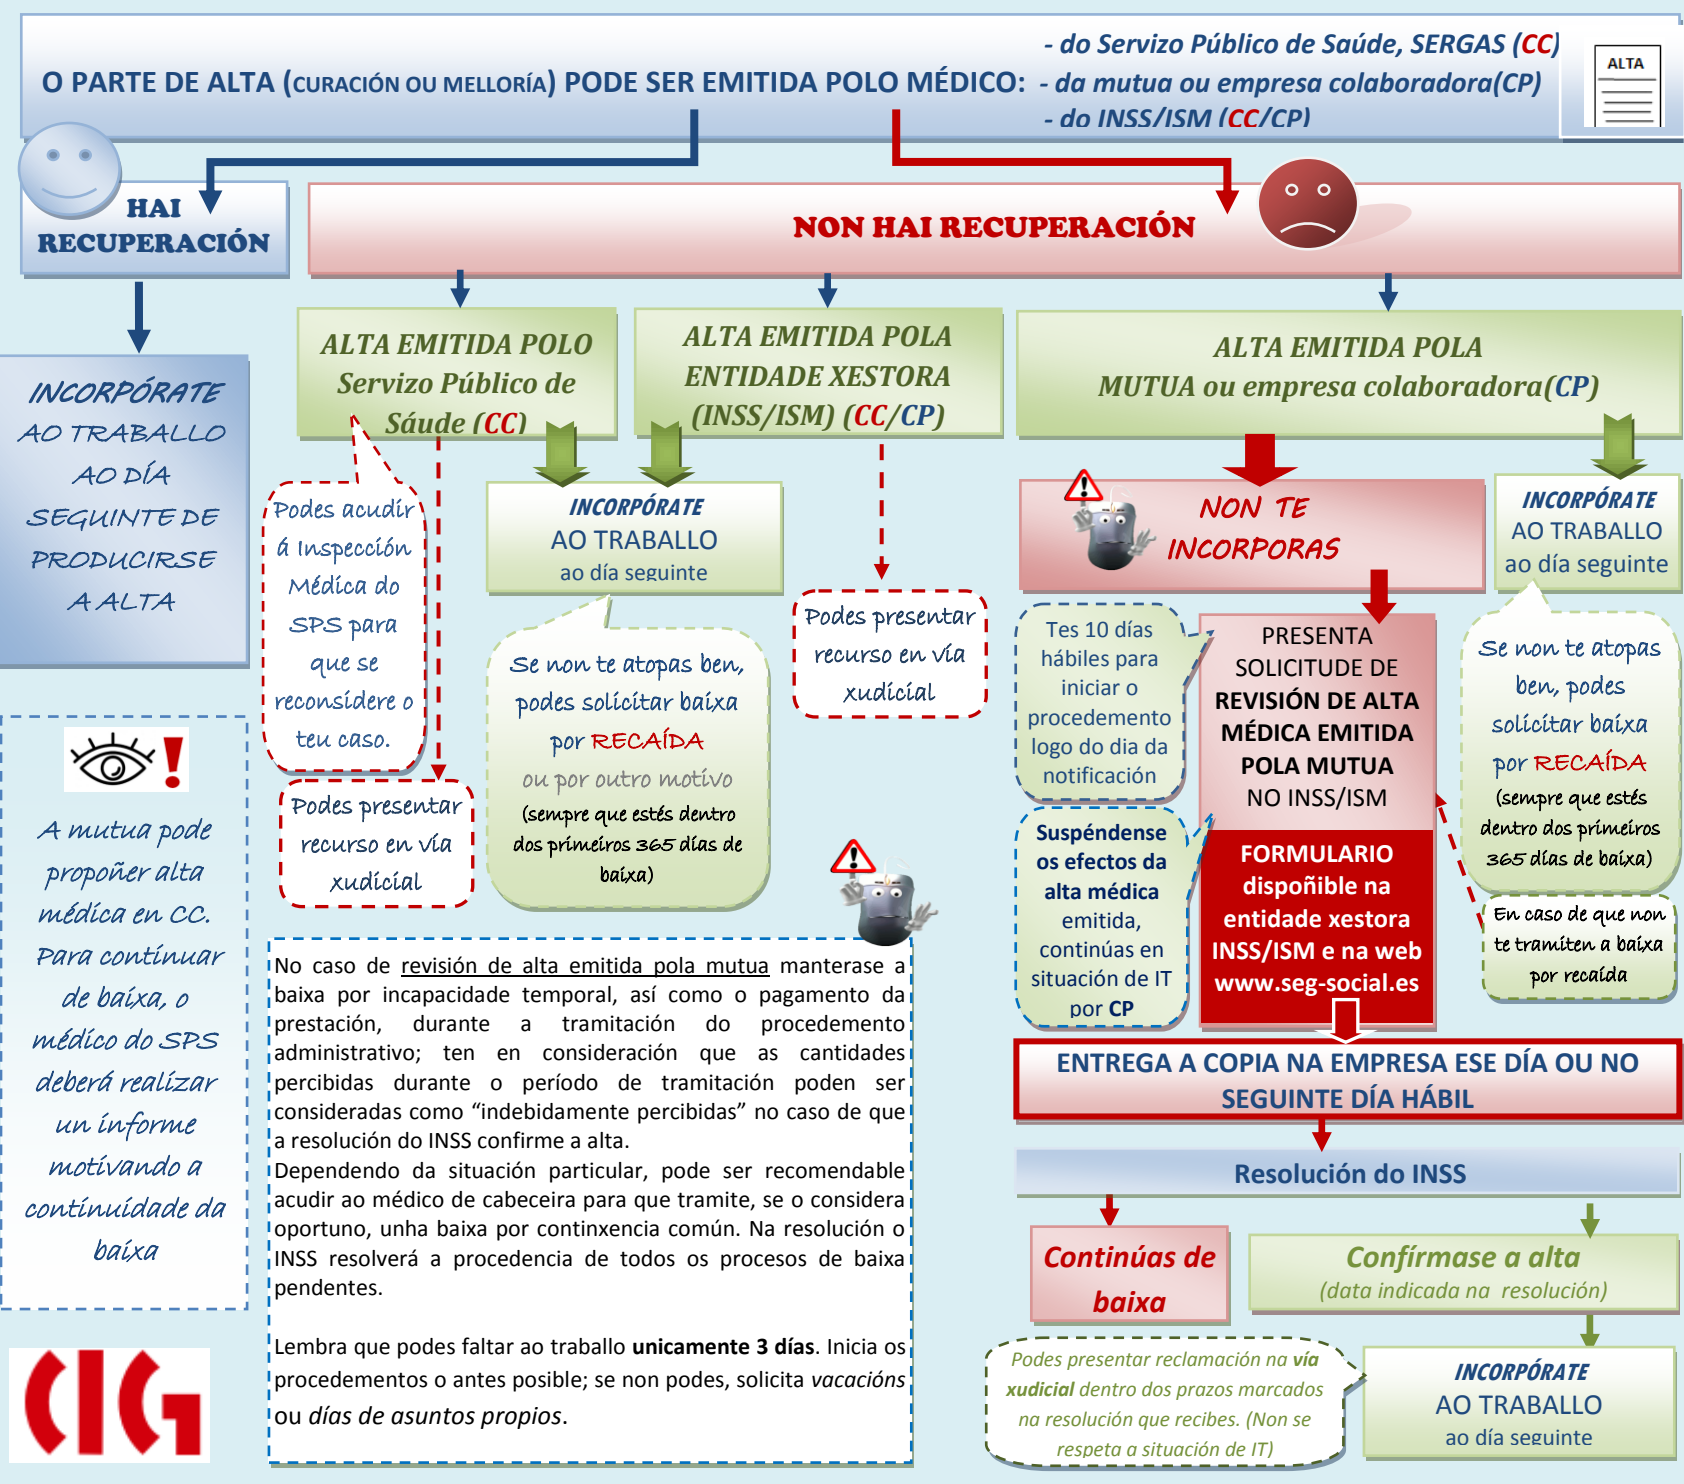 - do Servizo Público de Saúde, SERGAS (CC)
O PARTE DE ALTA (CURACIÓN OU MELLORÍA) PODE SER EMITIDA POLO MÉDICO: - da mutua ou empresa colaboradora(CP)
- do INSS/ISM (CC/CP)
ALTA
HAI
RECUPERACIÓN
NON HAI RECUPERACIÓN
INCORPÓRATE
AO TRABALLO
AO DÍA
SEGUINTE DE
PRODUCIRSE
A ALTA
ALTA EMITIDA POLO
Servizo Público de
Sáude (CC)
ALTA EMITIDA POLA
ENTIDADE XESTORA
(INSS/ISM) (CC/CP)
ALTA EMITIDA POLA
MUTUA ou empresa colaboradora(CP)
Podes acudir
á Inspección
Médica do
SPS para
que se
reconsidere o
teu caso.
Podes presentar
recurso en vía
xudicial
INCORPÓRATE
AO TRABALLO
ao día seguinte
Se non te atopas ben,
podes solicitar baixa
por RECAÍDA
ou por outro motivo
(sempre que estés dentro
dos primeiros 365 días de
baixa)
Podes presentar
recurso en vía
xudicial
NON TE
INCORPORAS
INCORPÓRATE
AO TRABALLO
ao día seguinte
Tes 10 días
hábiles para
iniciar o
procedemento
logo do dia da
notificación
Suspéndense
os efectos da
alta médica
emitida,
continúas en
situación de IT
por CP
PRESENTA
SOLICITUDE DE
REVISIÓN DE ALTA
MÉDICA EMITIDA
POLA MUTUA
NO INSS/ISM
FORMULARIO
dispoñible na
entidade xestora
INSS/ISM e na web
www.seg-social.es
Se non te atopas
ben, podes
solicitar baixa
por RECAÍDA
(sempre que estés
dentro dos primeiros
365 días de baixa)
En caso de que non
te tramiten a baixa
por recaída
ENTREGA A COPIA NA EMPRESA ESE DÍA OU NO
SEGUINTE DÍA HÁBIL
Resolución do INSS
Continúas de
baixa
Confírmase a alta
(data indicada na resolución)
Podes presentar reclamación na vía
xudicial dentro dos prazos marcados
na resolución que recibes. (Non se
respeta a situación de IT)
INCORPÓRATE
AO TRABALLO
ao día seguinte
A mutua pode
propoñer alta
médica en CC.
Para continuar
de baixa, o
médico do SPS
deberá realizar
un informe
motivando a
continuidade da
baixa
No caso de revisión de alta emitida pola mutua manterase a
baixa por incapacidade temporal, así como o pagamento da
prestación, durante a tramitación do procedemento
administrativo; ten en consideración que as cantidades
percibidas durante o período de tramitación poden ser
consideradas como “indebidamente percibidas” no caso de que
a resolución do INSS confirme a alta.
Dependendo da situación particular, pode ser recomendable
acudir ao médico de cabeceira para que tramite, se o considera
oportuno, unha baixa por continxencia común. Na resolución o
INSS resolverá a procedencia de todos os procesos de baixa
pendentes.
Lembra que podes faltar ao traballo unicamente 3 días. Inicia os
procedementos o antes posible; se non podes, solicita vacacións
ou días de asuntos propios.
CIG